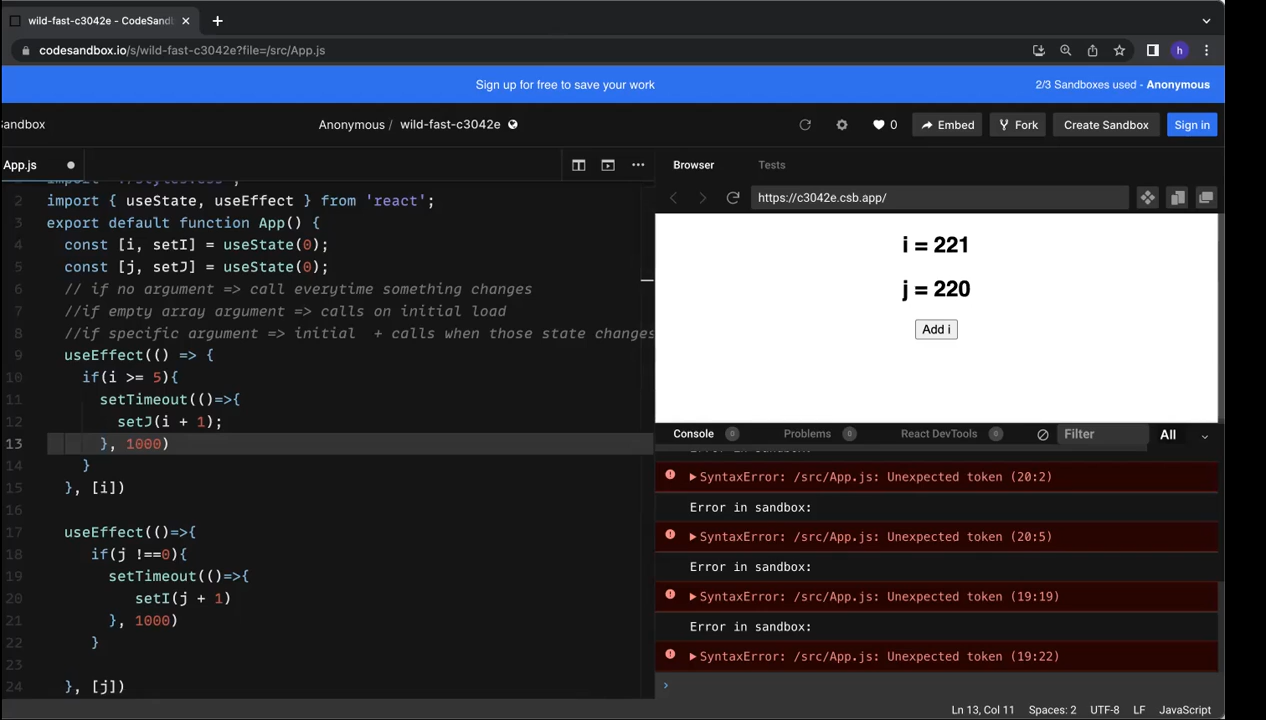 wild-fast-c3042e - CodeSandb
codesandbox.io/s/wild-fast-c3042e?file=/src/App.js
h
Sign up for free to save your work
2/3 Sandboxes used - Anonymous
andbox
Anonymous / wild-fast-c3042e
0
Embed
Fork
Create Sandbox
Sign in
App.js
Browser
Tests
https://c3042e.csb.app/
import "./styles.css";
2 import { useState, useEffect } from 'react';
3 export default function App() {
4 const [i, setI] = useState(0);
5 const [j, setJ] = useState(0);
6 // if no argument => call everytime something changes
7 //if empty array argument => calls on initial load
8 //if specific argument => initial  + calls when those state changes
9 useEffect(() => {
10 if(i >= 5){
11 setTimeout(()=>{
12 setJ(i + 1);
13 }, 1000)
14 }
15 }, [i])
16
17 useEffect(()=>{
18 if(j !==0){
19 setTimeout(()=>{
20 setI(j + 1)
21 }, 1000)
22 }
23
24 }, [j])
i = 221
j = 220
Add i
Console 0
Problems 0
React DevTools 0
Filter
All
Error in sandbox:
SyntaxError: /src/App.js: Unexpected token (20:2)
Error in sandbox:
SyntaxError: /src/App.js: Unexpected token (20:5)
Error in sandbox:
SyntaxError: /src/App.js: Unexpected token (19:19)
Error in sandbox:
SyntaxError: /src/App.js: Unexpected token (19:22)
Ln 13, Col 11
Spaces: 2
UTF-8
LF
JavaScript